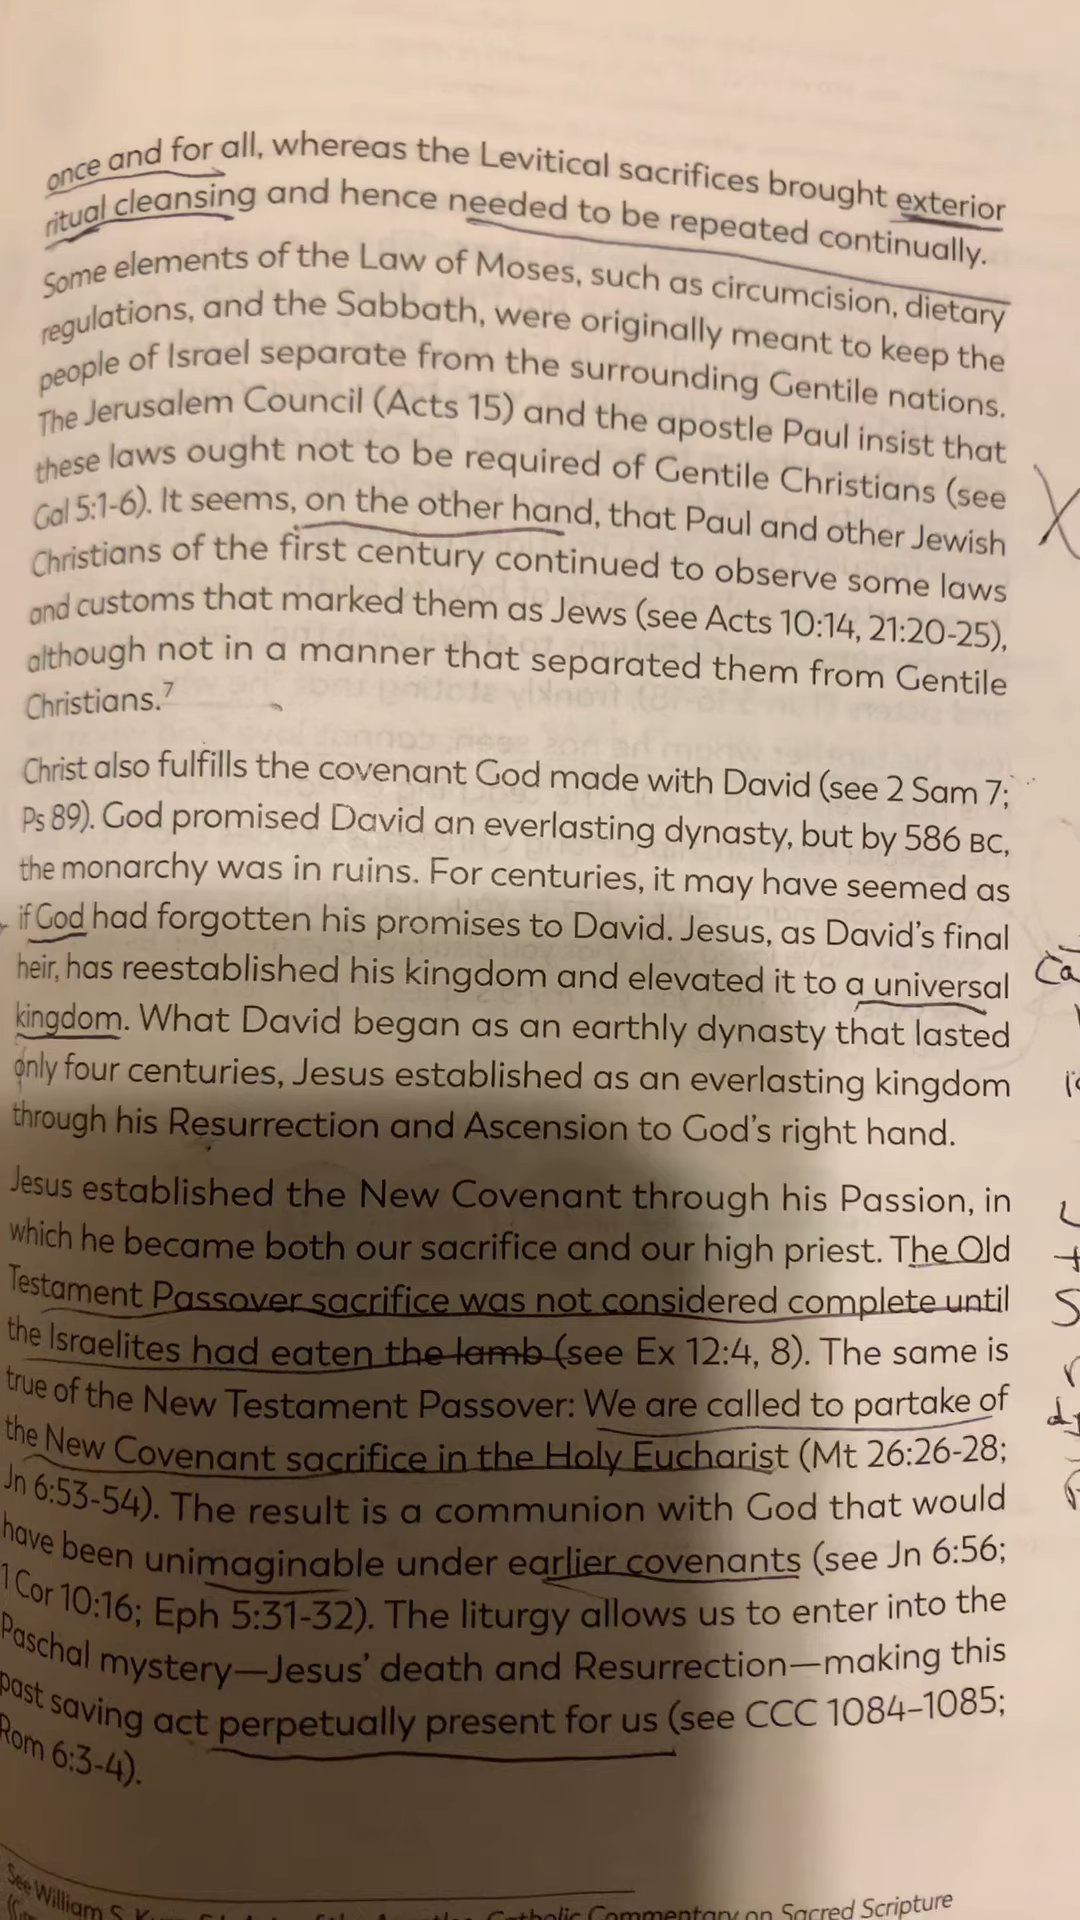 once and for all, whereas the Levitical sacrifices brought exterior
ritual cleansing and hence needed to be repeated continually.
Some elements of the Law of Moses, such as circumcision, dietary
regulations, and the Sabbath, were originally meant to keep the
people of Israel separate from the surrounding Gentile nations.
The Jerusalem Council (Acts 15) and the apostle Paul insist that
these laws ought not to be required of Gentile Christians (see
Gal 5:1-6). It seems, on the other hand, that Paul and other Jewish
Christians of the first century continued to observe some laws
and customs that marked them as Jews (see Acts 10:14, 21:20-25),
although not in a manner that separated them from Gentile
Christians.7
Christ also fulfills the covenant God made with David (see 2 Sam 7;
Ps 89). God promised David an everlasting dynasty, but by 586 BC,
the monarchy was in ruins. For centuries, it may have seemed as
if God had forgotten his promises to David. Jesus, as David's final
heir, has reestablished his kingdom and elevated it to a universal
kingdom. What David began as an earthly dynasty that lasted
only four centuries, Jesus established as an everlasting kingdom
through his Resurrection and Ascension to God's right hand.
Jesus established the New Covenant through his Passion, in
which he became both our sacrifice and our high priest. The Old
Testament Passover sacrifice was not considered complete until
the Israelites had eaten the lamb (see Ex 12:4, 8). The same is
true of the New Testament Passover: We are called to partake of
the New Covenant sacrifice in the Holy Eucharist (Mt 26:26-28;
Jn 6:53-54). The result is a communion with God that would
have been unimaginable under earlier covenants (see Jn 6:56;
1 Cor 10:16; Eph 5:31-32). The liturgy allows us to enter into the
Paschal mystery—Jesus' death and Resurrection—making this
past saving act perpetually present for us (see CCC 1084–1085;
Rom 6:3-4).
See William S. Catholic Commentary on Sacred Scripture